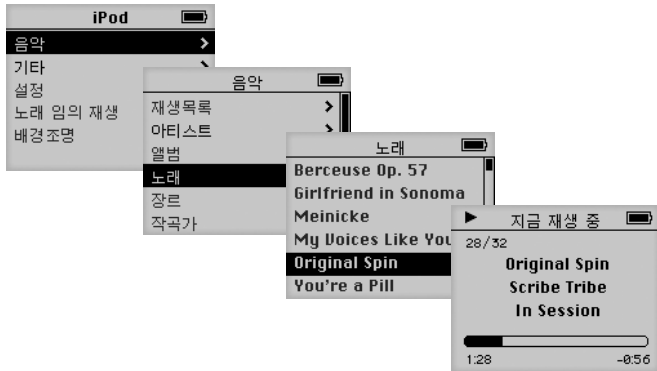 iPod
음악
기타
설정
노래 임의 재생
배경조명
음악
재생목록
아티스트
앨범
노래
장르
작곡가
노래
Berceuse Op. 57
Girlfriend in Sonoma
Meinicke
My Voices Like You
Original Spin
You're a Pill
지금 재생 중
28/32
Original Spin
Scribe Tribe
In Session
1:28
-0:56